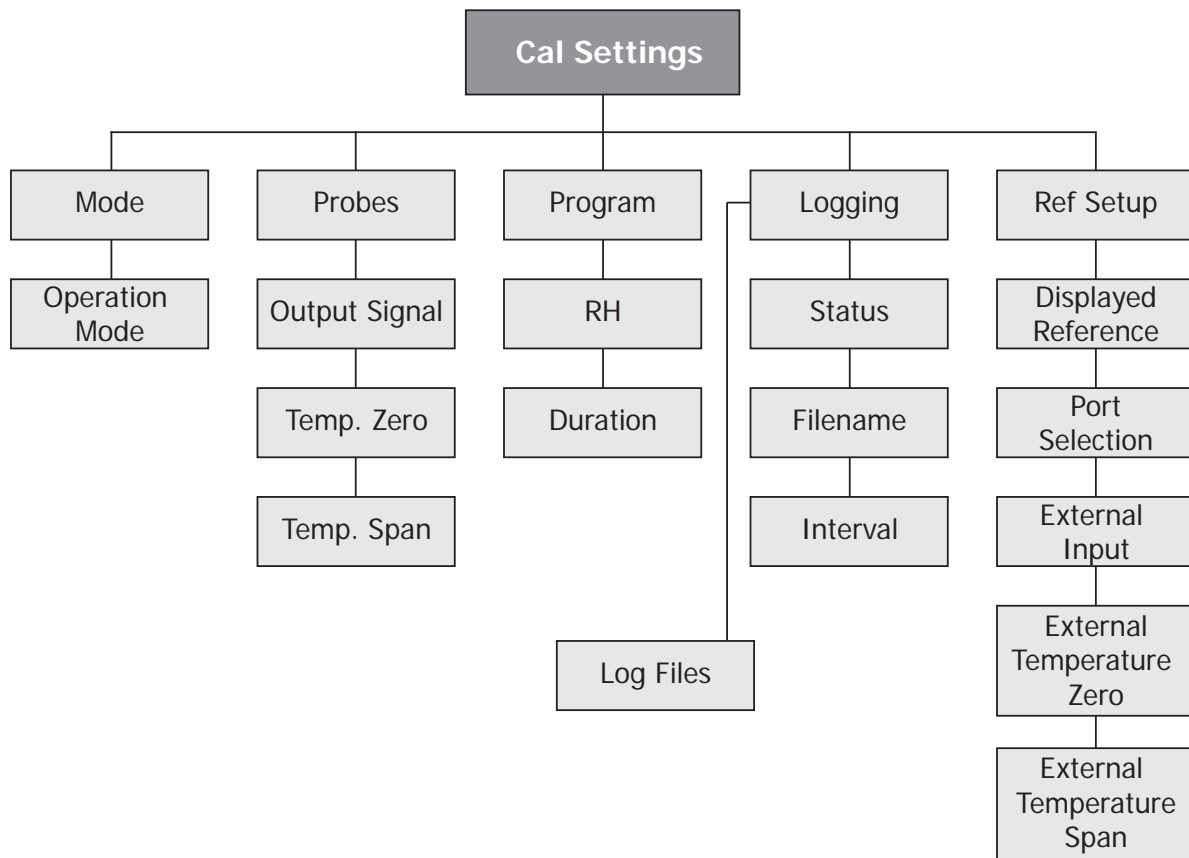 Cal Settings
Mode
Probes
Program
Logging
Ref Setup
Operation
Mode
Output Signal
RH
Status
Displayed
Reference
Temp. Zero
Duration
Filename
Port
Selection
Temp. Span
Interval
External
Input
Log Files
External
Temperature
Zero
External
Temperature
Span